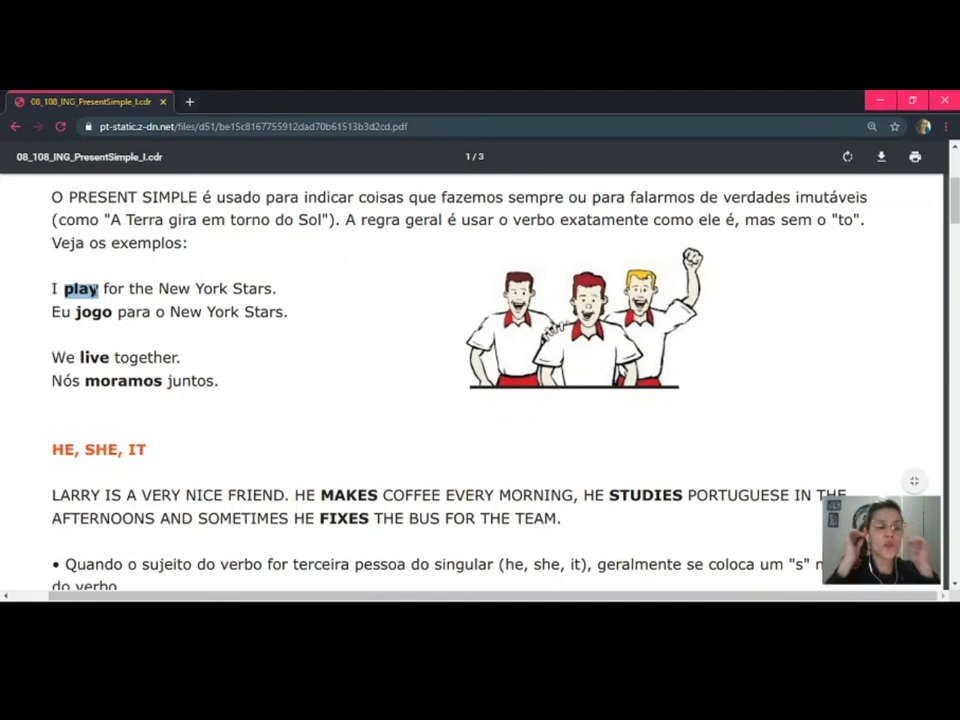 08_108_ING_PresentSimple_I.cdr
pt-static.z-dn.net/files/d51/be15c8167755912dad70b61513b3d2cd.pdf
08_108_ING_PresentSimple_I.cdr 1 / 3
O PRESENT SIMPLE é usado para indicar coisas que fazemos sempre ou para falarmos de verdades imutáveis
(como "A Terra gira em torno do Sol"). A regra geral é usar o verbo exatamente como ele é, mas sem o "to".
Veja os exemplos:
I play for the New York Stars.
Eu jogo para o New York Stars.
We live together.
Nós moramos juntos.
HE, SHE, IT
LARRY IS A VERY NICE FRIEND. HE MAKES COFFEE EVERY MORNING, HE STUDIES PORTUGUESE IN THE
AFTERNOONS AND SOMETIMES HE FIXES THE BUS FOR THE TEAM.
• Quando o sujeito do verbo for terceira pessoa do singular (he, she, it), geralmente se coloca um "s"
do verbo